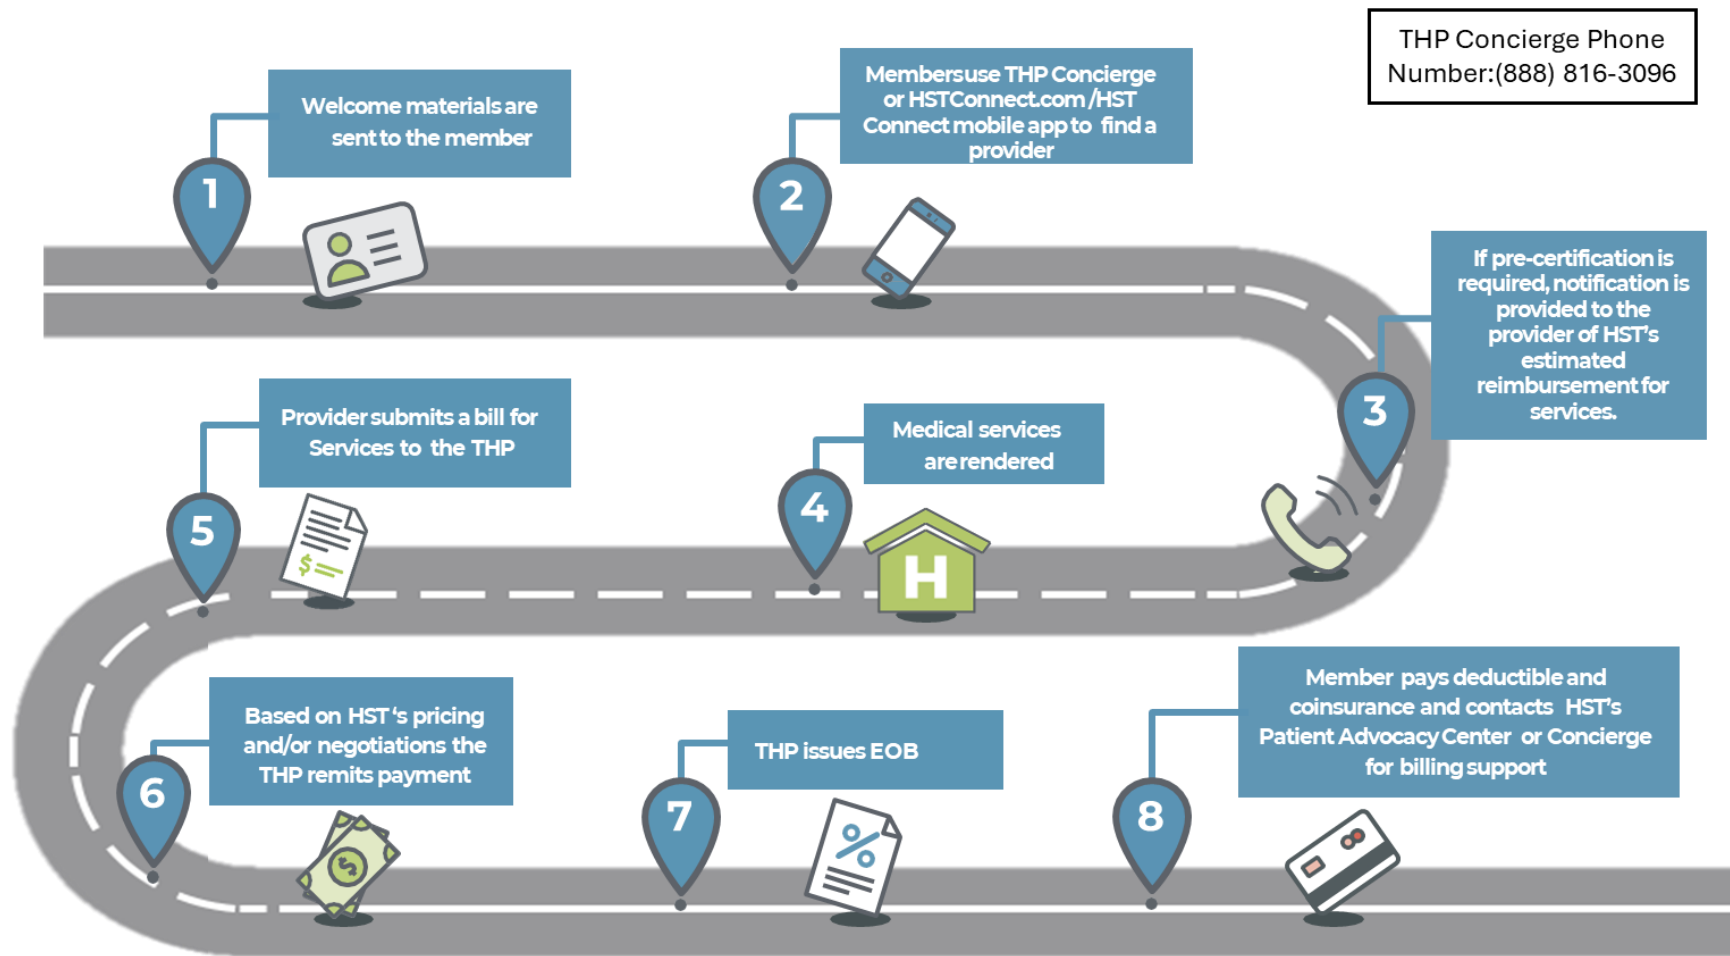 THP Concierge Phone
Number:(888) 816-3096
1
Welcome materials are
sent to the member
2
Membersuse THP Concierge
or HSTConnect.com /HST
Connect mobile app to find a
provider
3
If pre-certification is
required, notification is
provided to the
provider of HST's
estimated
reimbursement for
services.
4
Medical services
are rendered
H
5
Provider submits a bill for
Services to the THP
$
6
Based on HST 's pricing
and/or negotiations the
THP remits payment
$
7
THP issues EOB
%
8
Member pays deductible and
coinsurance and contacts HST's
Patient Advocacy Center or Concierge
for billing support